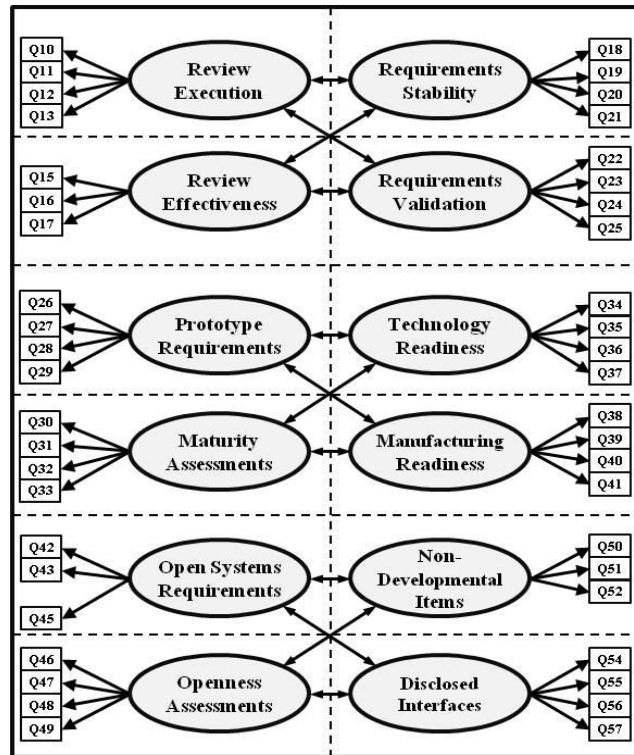 Q10
Q11
Q12
Q13
Review
Execution
Requirements
Stability
Q18
Q19
Q20
Q21
Q15
Q16
Q17
Review
Effectiveness
Requirements
Validation
Q22
Q23
Q24
Q25
Q26
Q27
Q28
Q29
Prototype
Requirements
Technology
Readiness
Q34
Q35
Q36
Q37
Q30
Q31
Q32
Q33
Maturity
Assessments
Manufacturing
Readiness
Q38
Q39
Q40
Q41
Q42
Q43
Q45
Open Systems
Requirements
Non-
Developmental
Items
Q50
Q51
Q52
Q46
Q47
Q48
Q49
Openness
Assessments
Disclosed
Interfaces
Q54
Q55
Q56
Q57